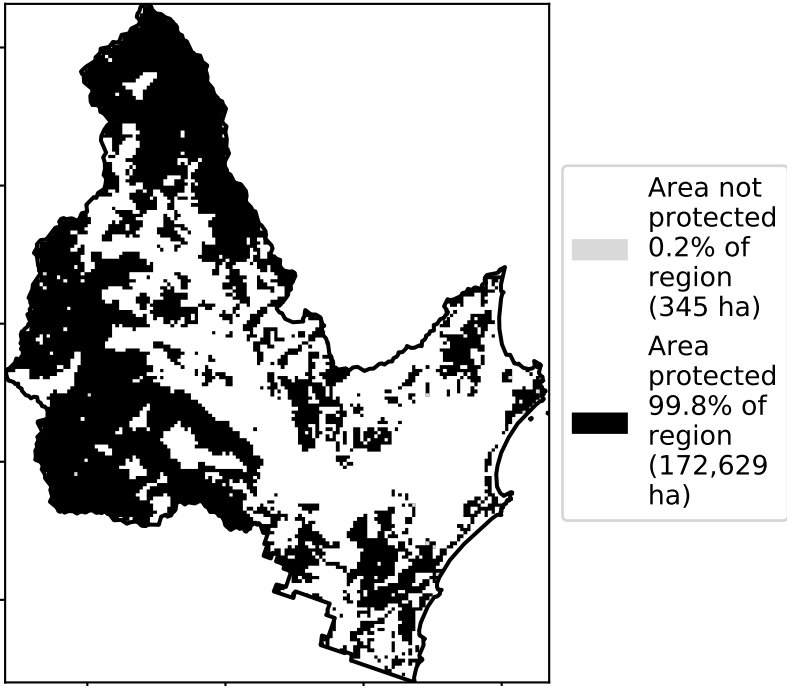 Area not
protected
0.2% of
region
(345 ha)
Area
protected
99.8% of
region
(172,629
ha)